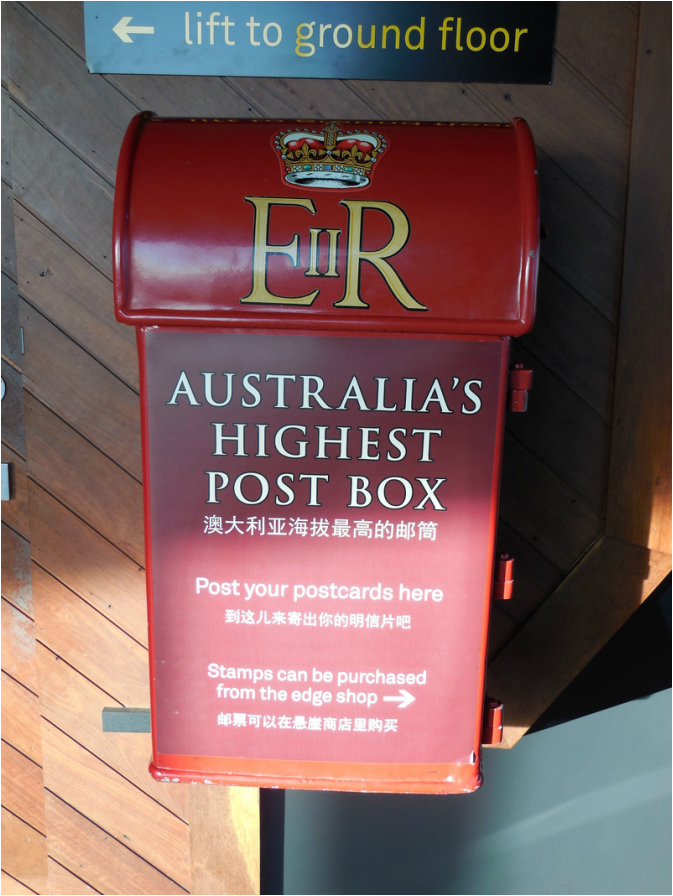 ← lift to ground floor
EIIR
AUSTRALIA'S
HIGHEST
POST BOX
澳大利亚海拔最高的邮筒
Post your postcards here
到这儿来寄出你的明信片吧
Stamps can be purchased
from the edge shop →
邮票可以在悬崖商店里购买